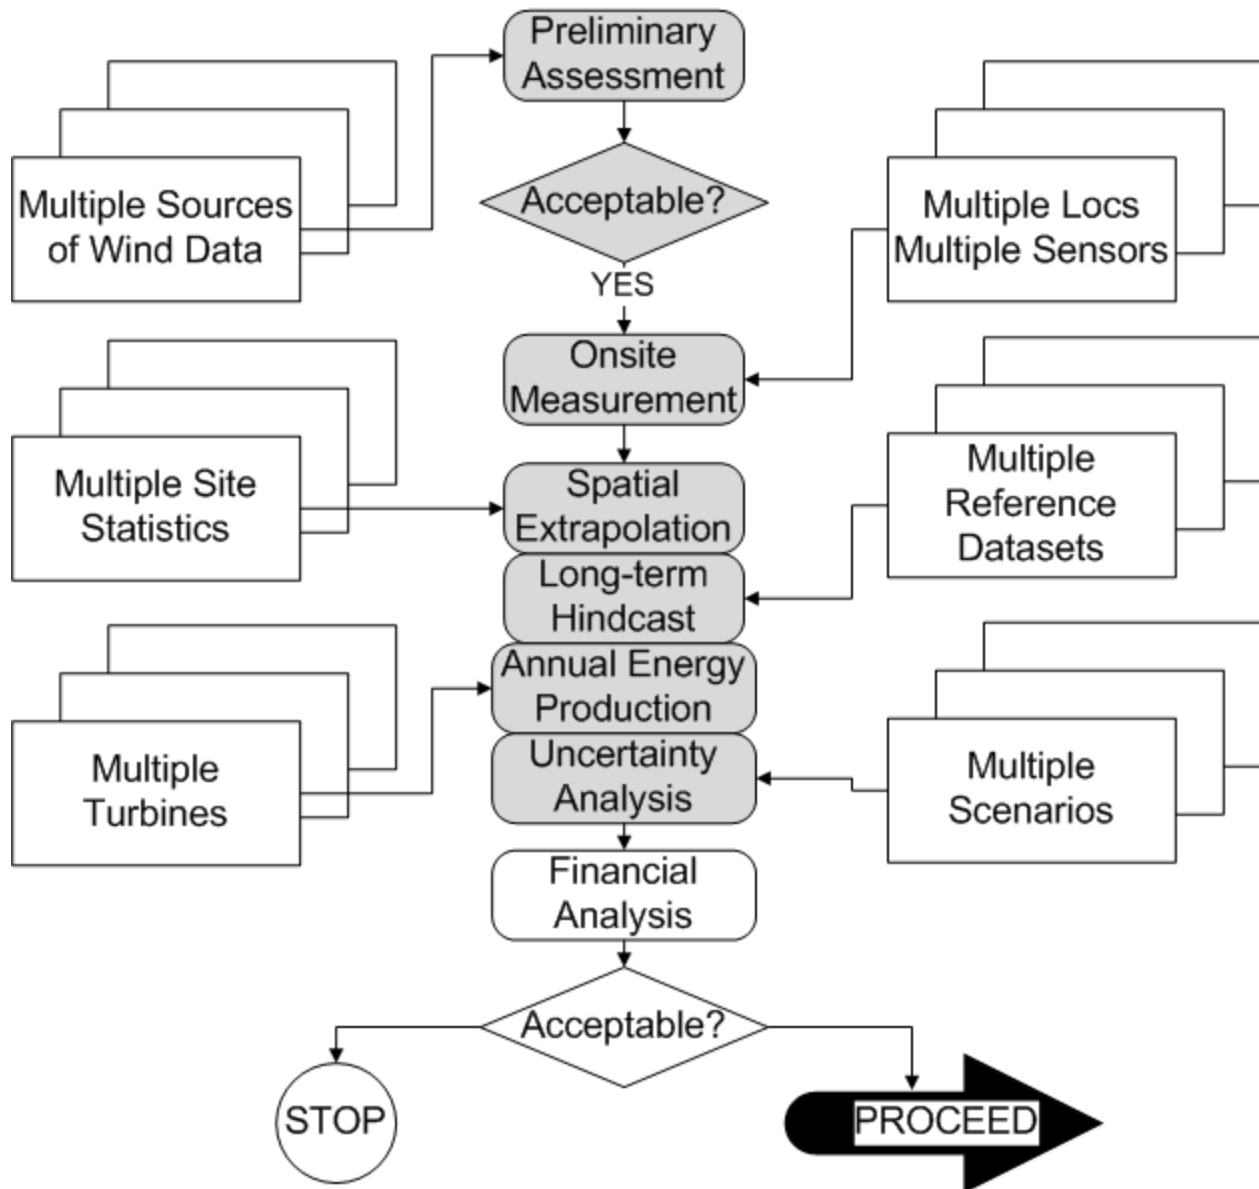 Preliminary
Assessment
Multiple Sources
of Wind Data
Acceptable?
Multiple Locs
Multiple Sensors
YES
Onsite
Measurement
Multiple Site
Statistics
Spatial
Extrapolation
Multiple
Reference
Datasets
Long-term
Hindcast
Annual Energy
Production
Multiple
Turbines
Uncertainty
Analysis
Multiple
Scenarios
Financial
Analysis
Acceptable?
STOP
PROCEED